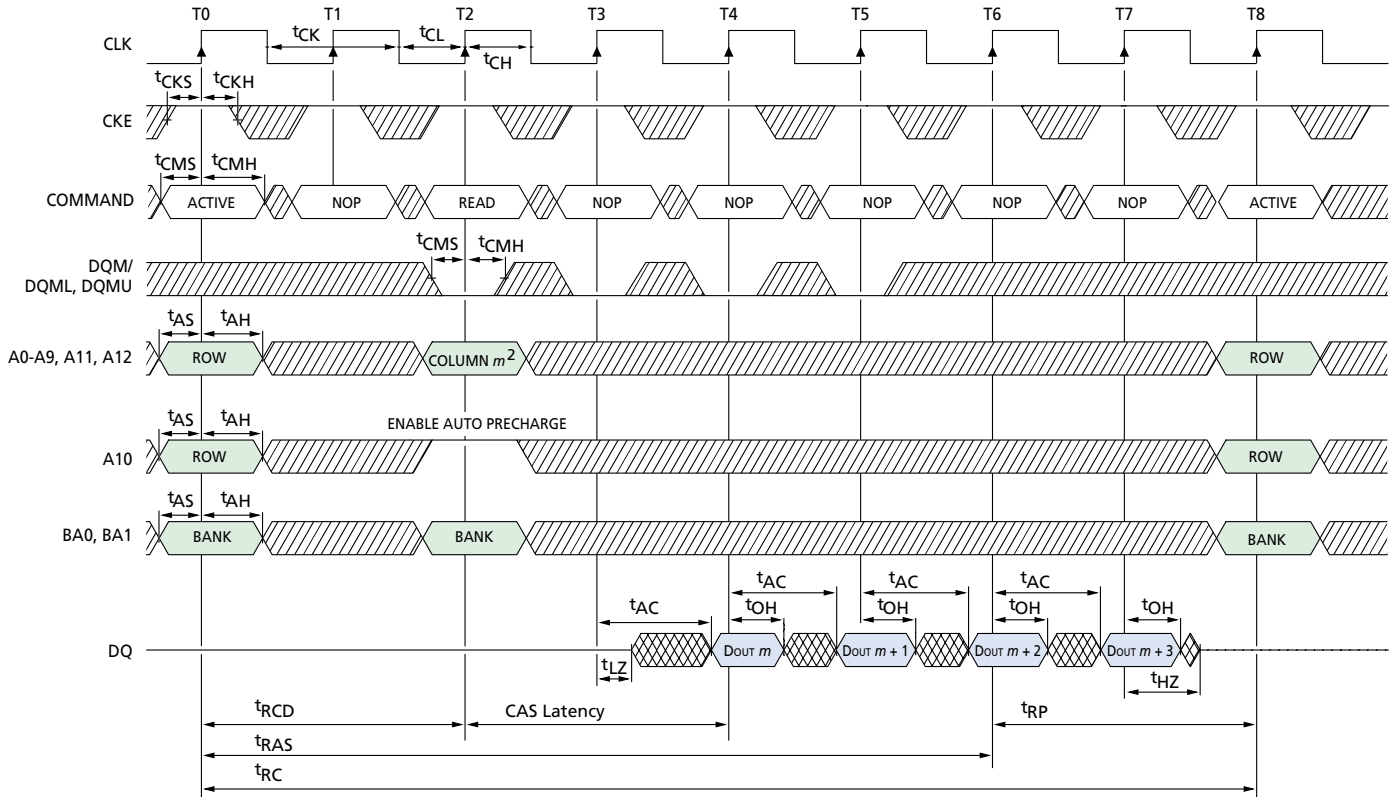 T0 T1 T2 T3 T4 T5 T6 T7 T8
CLK tCK tCL tCH
tCKS tCKH
CKE
tCMS tCMH
COMMAND ACTIVE NOP READ NOP NOP NOP NOP NOP ACTIVE
tCMS tCMH
DQM/
DQML, DQMU
tAS tAH
A0-A9, A11, A12 ROW COLUMN m2 ROW
tAS tAH ENABLE AUTO PRECHARGE
A10 ROW ROW
tAS tAH
BA0, BA1 BANK BANK BANK
tAC tAC tAC tAC
tOH tOH tOH tOH
DQ DOUT m DOUT m + 1 DOUT m + 2 DOUT m + 3
tLZ tHZ
tRCD CAS Latency tRP
tRAS
tRC